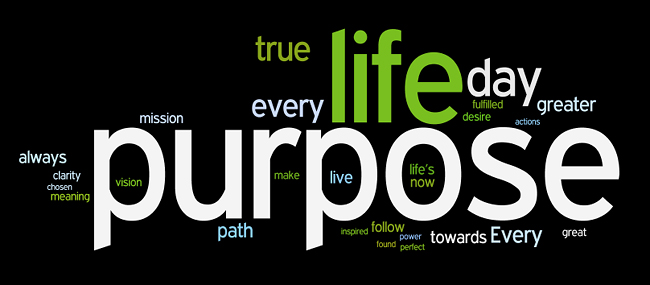 true
life
day
every
fulfilled
greater
desire
actions
mission
purpose
always
clarity
chosen
meaning
vision
make
live
life's
now
path
inspired
follow
power
found
perfect
towards
Every
great